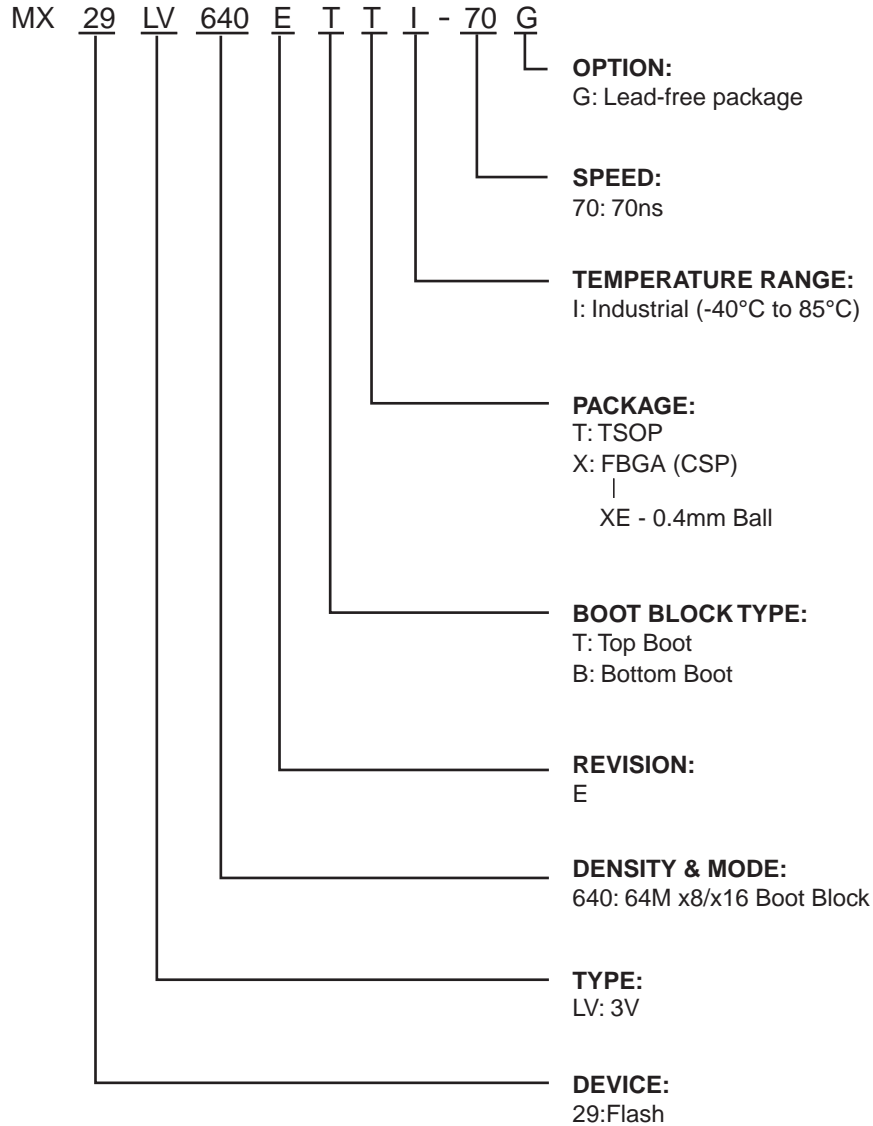 MX 29 LV 640 E T T I - 70 G
OPTION:
G: Lead-free package
SPEED:
70: 70ns
TEMPERATURE RANGE:
I: Industrial (-40°C to 85°C)
PACKAGE:
T: TSOP
X: FBGA (CSP)
XE - 0.4mm Ball
BOOT BLOCK TYPE:
T: Top Boot
B: Bottom Boot
REVISION:
E
DENSITY & MODE:
640: 64M x8/x16 Boot Block
TYPE:
LV: 3V
DEVICE:
29:Flash